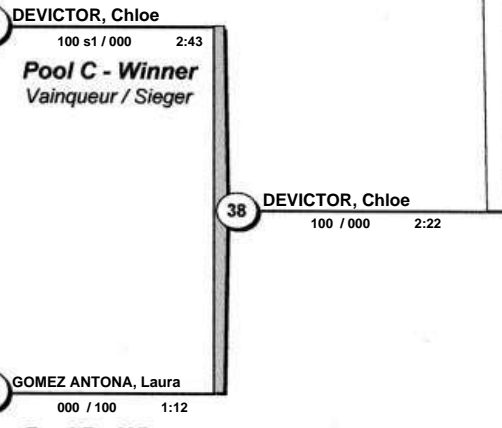 DEVICTOR, Chloe
100 s1 / 000 2:43
Pool C - Winner
Vainqueur / Sieger
38
DEVICTOR, Chloe
100 / 000 2:22
GOMEZ ANTONA, Laura
000 / 100 1:12